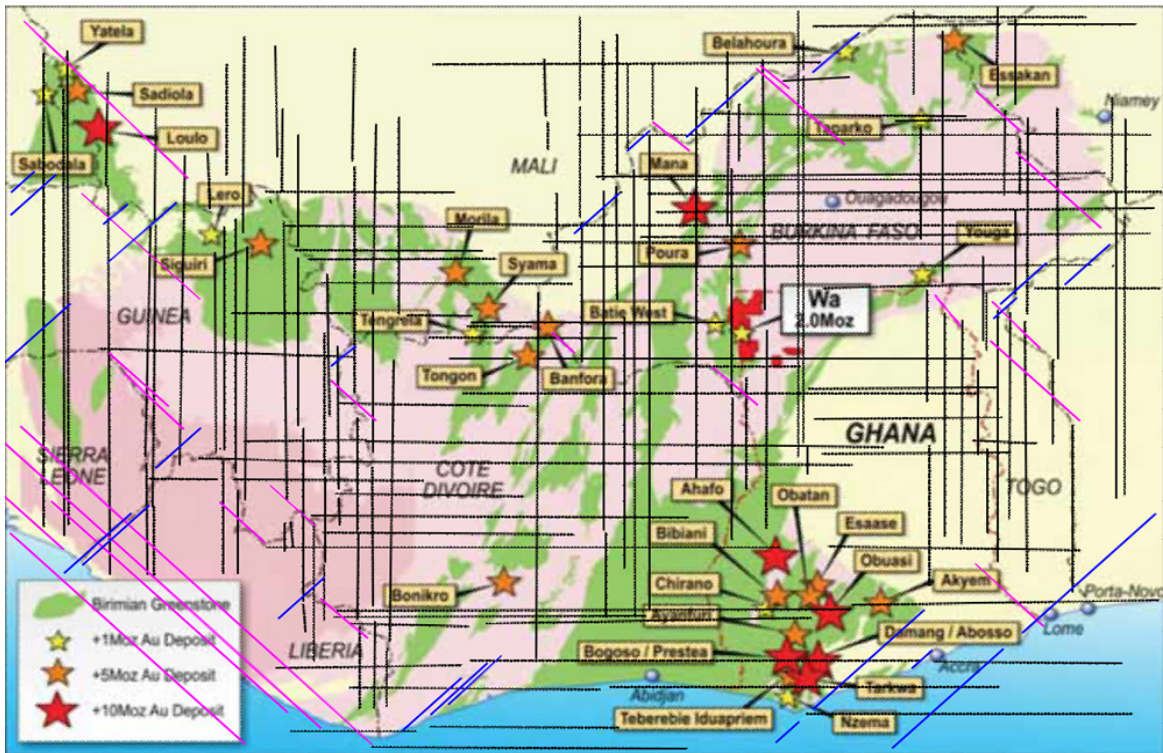 Yatela
Belahoura
Essakan
Sadiola
Niamey
Loulo
Taparko
Sabodala
MALI
Mana
Lero
Ouagadougou
Morila
BURKINA FASO
Youga
Siguiri
Syama
Poura
GUINEA
Tengrela
Batie West
Wa
2.0Moz
Tongon
Banfora
GHANA
SIERRA
LEONE
COTE
DIVOIRE
TOGO
Ahafo
Obatan
Esaase
Bibiani
Obuasi
Chirano
Akyem
Bonikro
Porta-Novo
Ayanfuri
Lome
Damang / Abosso
LIBERIA
Bogoso / Prestea
Accra
Abidjan
Tarkwa
Teberebie Iduapriem
Nzema
Birimian Greenstone
+1Moz Au Deposit
+5Moz Au Deposit
+10Moz Au Deposit